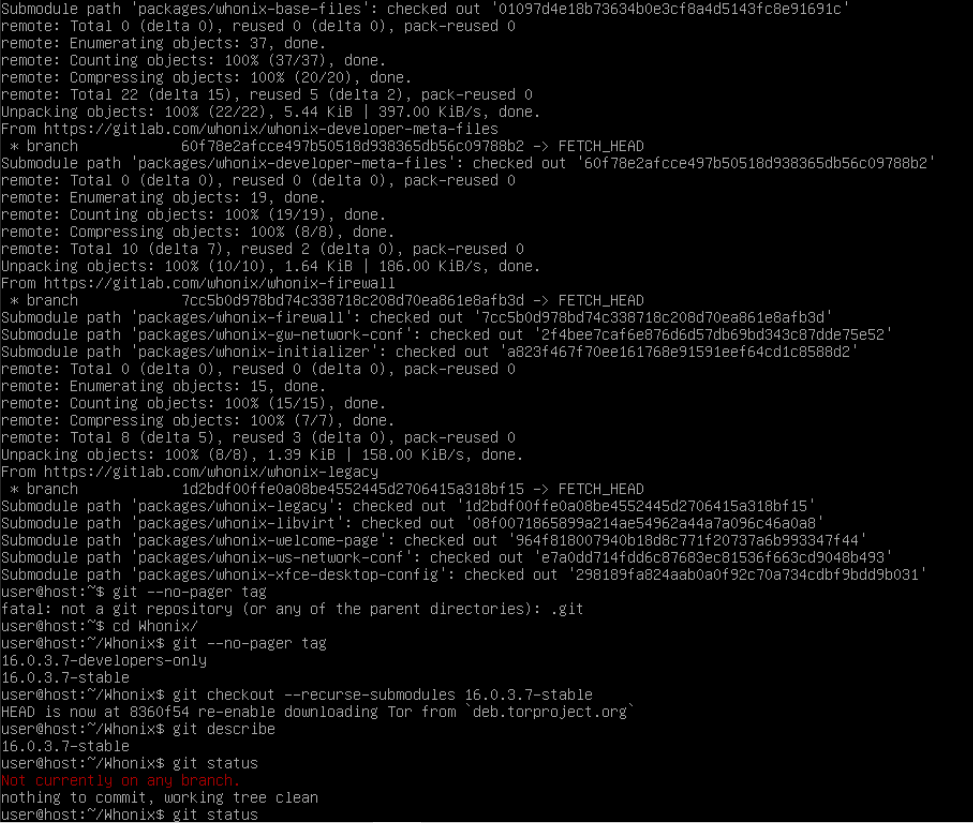 Submodule path 'packages/whonix-base-files': checked out '01097d4e18b73634b0e3cf8a4d5143fc8e91691c'
remote: Total 0 (delta 0), reused 0 (delta 0), pack-reused 0
remote: Enumerating objects: 37, done.
remote: Counting objects: 100% (37/37), done.
remote: Compressing objects: 100% (20/20), done.
remote: Total 22 (delta 15), reused 5 (delta 2), pack-reused 0
Unpacking objects: 100% (22/22), 5.44 KiB | 397.00 KiB/s, done.
From https://gitlab.com/whonix/whonix-developer-meta-files
 * branch            60f78e2afcce497b50518d938365db56c09788b2 -> FETCH_HEAD
Submodule path 'packages/whonix-developer-meta-files': checked out '60f78e2afcce497b50518d938365db56c09788b2'
remote: Total 0 (delta 0), reused 0 (delta 0), pack-reused 0
remote: Enumerating objects: 19, done.
remote: Counting objects: 100% (19/19), done.
remote: Compressing objects: 100% (8/8), done.
remote: Total 10 (delta 7), reused 2 (delta 0), pack-reused 0
Unpacking objects: 100% (10/10), 1.64 KiB | 186.00 KiB/s, done.
From https://gitlab.com/whonix/whonix-firewall
 * branch            7cc5b0d978bd74c338718c208d70ea861e8afb3d -> FETCH_HEAD
Submodule path 'packages/whonix-firewall': checked out '7cc5b0d978bd74c338718c208d70ea861e8afb3d'
Submodule path 'packages/whonix-gw-network-conf': checked out '2f4bee7caf6e876d6d57db69bd343c87dde75e52'
Submodule path 'packages/whonix-initializer': checked out 'a823f467f70ee161768e91591eef64cd1c8588d2'
remote: Total 0 (delta 0), reused 0 (delta 0), pack-reused 0
remote: Enumerating objects: 15, done.
remote: Counting objects: 100% (15/15), done.
remote: Compressing objects: 100% (7/7), done.
remote: Total 8 (delta 5), reused 3 (delta 0), pack-reused 0
Unpacking objects: 100% (8/8), 1.39 KiB | 158.00 KiB/s, done.
From https://gitlab.com/whonix/whonix-legacy
 * branch            1d2bdf00ffe0a08be4552445d2706415a318bf15 -> FETCH_HEAD
Submodule path 'packages/whonix-legacy': checked out '1d2bdf00ffe0a08be4552445d2706415a318bf15'
Submodule path 'packages/whonix-libvirt': checked out '08f0071865899a214ae54962a44a7a096c46a0a8'
Submodule path 'packages/whonix-welcome-page': checked out '964f818007940b18d8c771f20737a6b993347f44'
Submodule path 'packages/whonix-ws-network-conf': checked out 'e7a0dd714fdd6c87683ec81536f663cd9048b493'
Submodule path 'packages/whonix-xfce-desktop-config': checked out '298189fa824aab0a0f92c70a734cdbf9bdd9b031'
user@host:~$ git --no-pager tag
fatal: not a git repository (or any of the parent directories): .git
user@host:~$ cd Whonix/
user@host:~/Whonix$ git --no-pager tag
16.0.3.7-developers-only
16.0.3.7-stable
user@host:~/Whonix$ git checkout --recurse-submodules 16.0.3.7-stable
HEAD is now at 8360f54 re-enable downloading Tor from `deb.torproject.org`
user@host:~/Whonix$ git describe
16.0.3.7-stable
user@host:~/Whonix$ git status
Not currently on any branch.
nothing to commit, working tree clean
user@host:~/Whonix$ git status